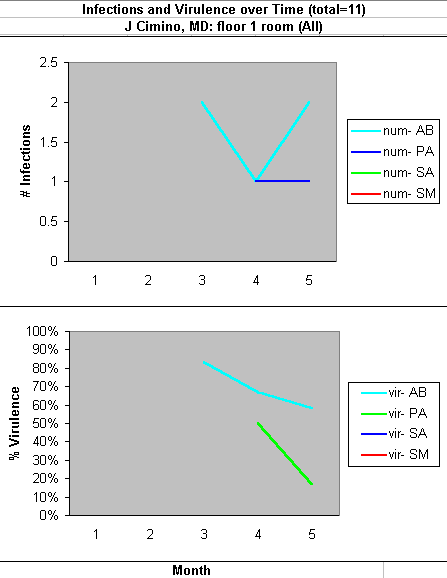 Infections and Virulence over Time (total=11)
J Cimino, MD: floor 1 room (All)
2.5
2
1.5
1
0.5
0
# Infections
1 2 3 4 5
num- AB
num- PA
num- SA
num- SM
100%
90%
80%
70%
60%
50%
40%
30%
20%
10%
0%
% Virulence
1 2 3 4 5
vir- AB
vir- PA
vir- SA
vir- SM
Month